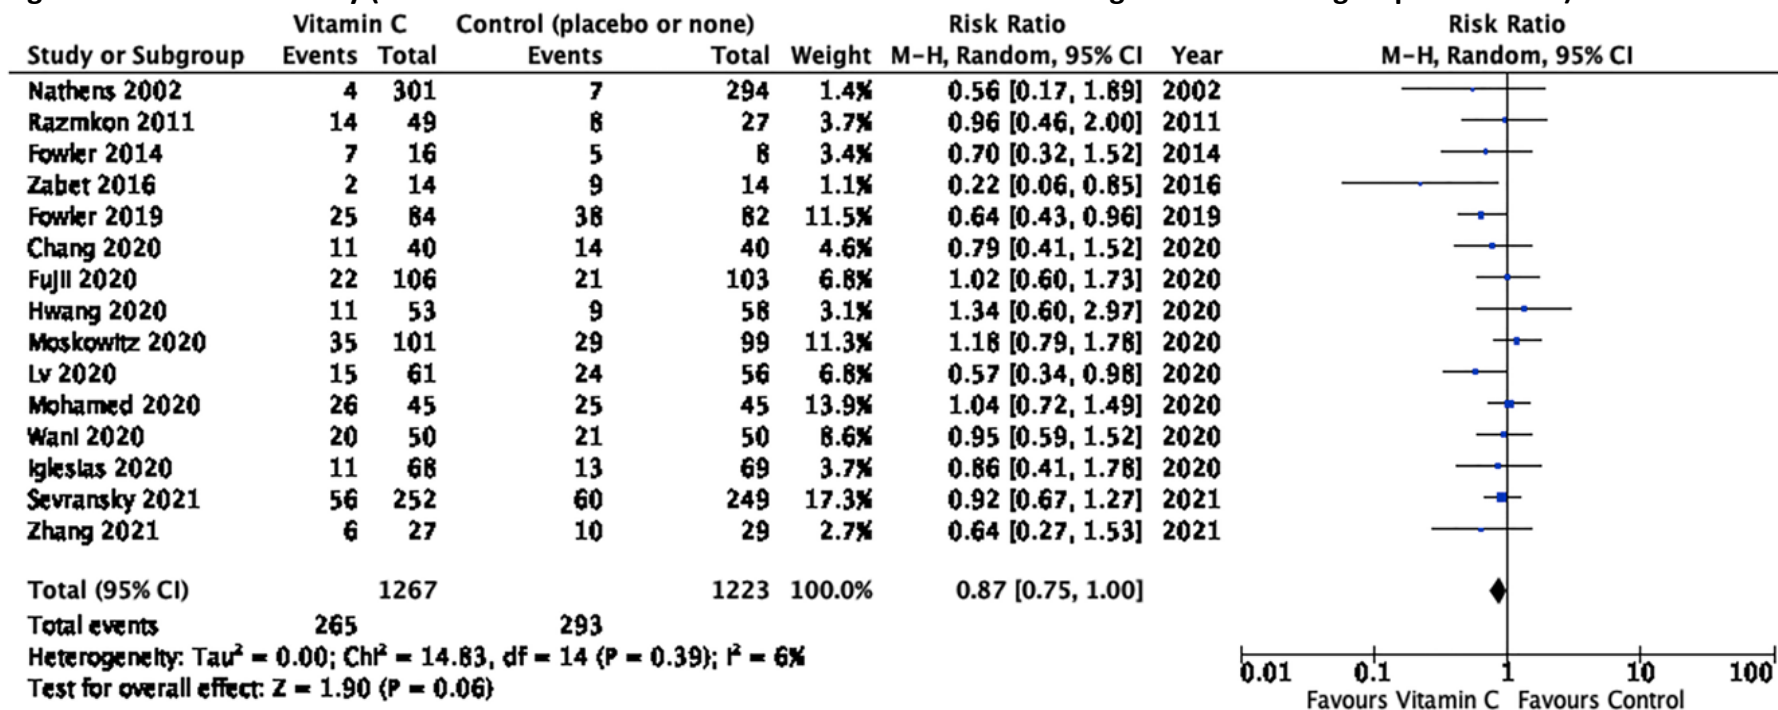 Vitamin C Control (placebo or none) Risk Ratio Risk Ratio
Study or Subgroup Events Total Events Total Weight M-H, Random, 95% CI Year M-H, Random, 95% CI
Nathens 2002 4 301 7 294 1.4% 0.56 [0.17, 1.89] 2002
Razmkon 2011 14 49 8 27 3.7% 0.96 [0.46, 2.00] 2011
Fowler 2014 7 16 5 8 3.4% 0.70 [0.32, 1.52] 2014
Zabet 2016 2 14 9 14 1.1% 0.22 [0.06, 0.85] 2016
Fowler 2019 25 84 38 82 11.5% 0.64 [0.43, 0.96] 2019
Chang 2020 11 40 14 40 4.6% 0.79 [0.41, 1.52] 2020
Fujii 2020 22 106 21 103 6.8% 1.02 [0.60, 1.73] 2020
Hwang 2020 11 53 9 58 3.1% 1.34 [0.60, 2.97] 2020
Moskowitz 2020 35 101 29 99 11.3% 1.18 [0.79, 1.78] 2020
Lv 2020 15 61 24 56 6.8% 0.57 [0.34, 0.98] 2020
Mohamed 2020 26 45 25 45 13.9% 1.04 [0.72, 1.49] 2020
Wani 2020 20 50 21 50 8.6% 0.95 [0.59, 1.52] 2020
Iglesias 2020 11 68 13 69 3.7% 0.86 [0.41, 1.78] 2020
Sevransky 2021 56 252 60 249 17.3% 0.92 [0.67, 1.27] 2021
Zhang 2021 6 27 10 29 2.7% 0.64 [0.27, 1.53] 2021
Total (95% CI) 1267 1223 100.0% 0.87 [0.75, 1.00]
Total events 265 293
Heterogeneity: Tau² = 0.00; Chi² = 14.83, df = 14 (P = 0.39); I² = 6%
Test for overall effect: Z = 1.90 (P = 0.06)
0.01 0.1 1 10 100
Favours Vitamin C Favours Control